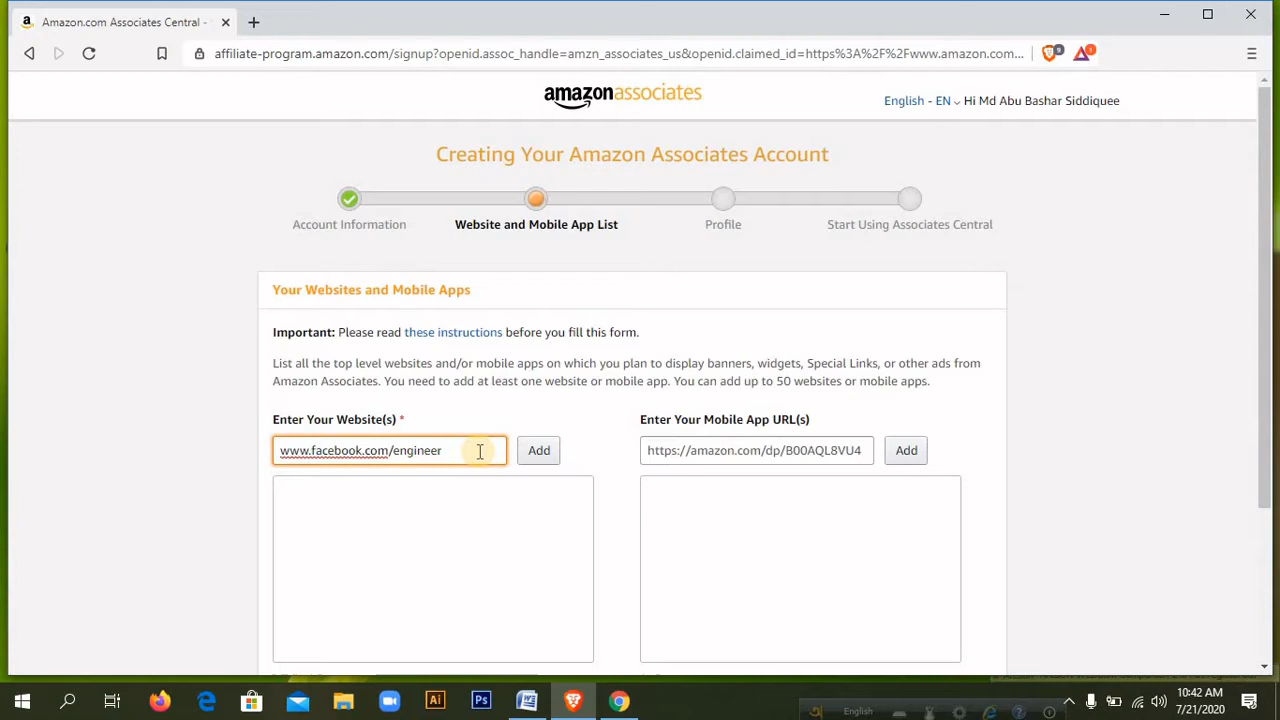 Amazon.com Associates Central -
affiliate-program.amazon.com/signup?openid.assoc_handle=amzn_associates_us&openid.claimed_id=https%3A%2F%2Fwww.amazon.com...
9
1
amazonassociates
English - EN Hi Md Abu Bashar Siddiquee
Creating Your Amazon Associates Account
Account Information
Website and Mobile App List
Profile
Start Using Associates Central
Your Websites and Mobile Apps
Important: Please read these instructions before you fill this form.
List all the top level websites and/or mobile apps on which you plan to display banners, widgets, Special Links, or other ads from
Amazon Associates. You need to add at least one website or mobile app. You can add up to 50 websites or mobile apps.
Enter Your Website(s) *
Enter Your Mobile App URL(s)
www.facebook.com/engineer
Add
https://amazon.com/dp/B00AQL8VU4
Add
Ai
Ps
English
10:42 AM
7/21/2020